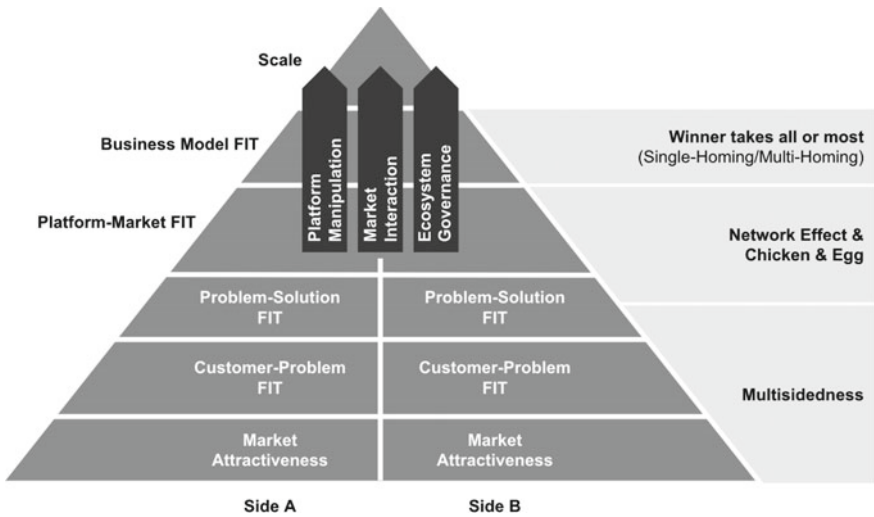 Scale
Business Model FIT
Platform-Market FIT
Platform
Manipulation
Market
Interaction
Ecosystem
Governance
Winner takes all or most
(Single-Homing/Multi-Homing)
Network Effect &
Chicken & Egg
Problem-Solution
FIT
Problem-Solution
FIT
Customer-Problem
FIT
Customer-Problem
FIT
Multisidedness
Market
Attractiveness
Market
Attractiveness
Side A
Side B